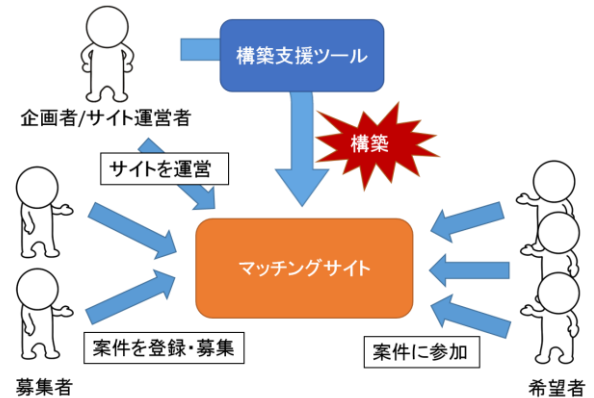 構築支援ツール
企画者/サイト運営者
構築
サイトを運営
マッチングサイト
案件を登録・募集
案件に参加
募集者
希望者